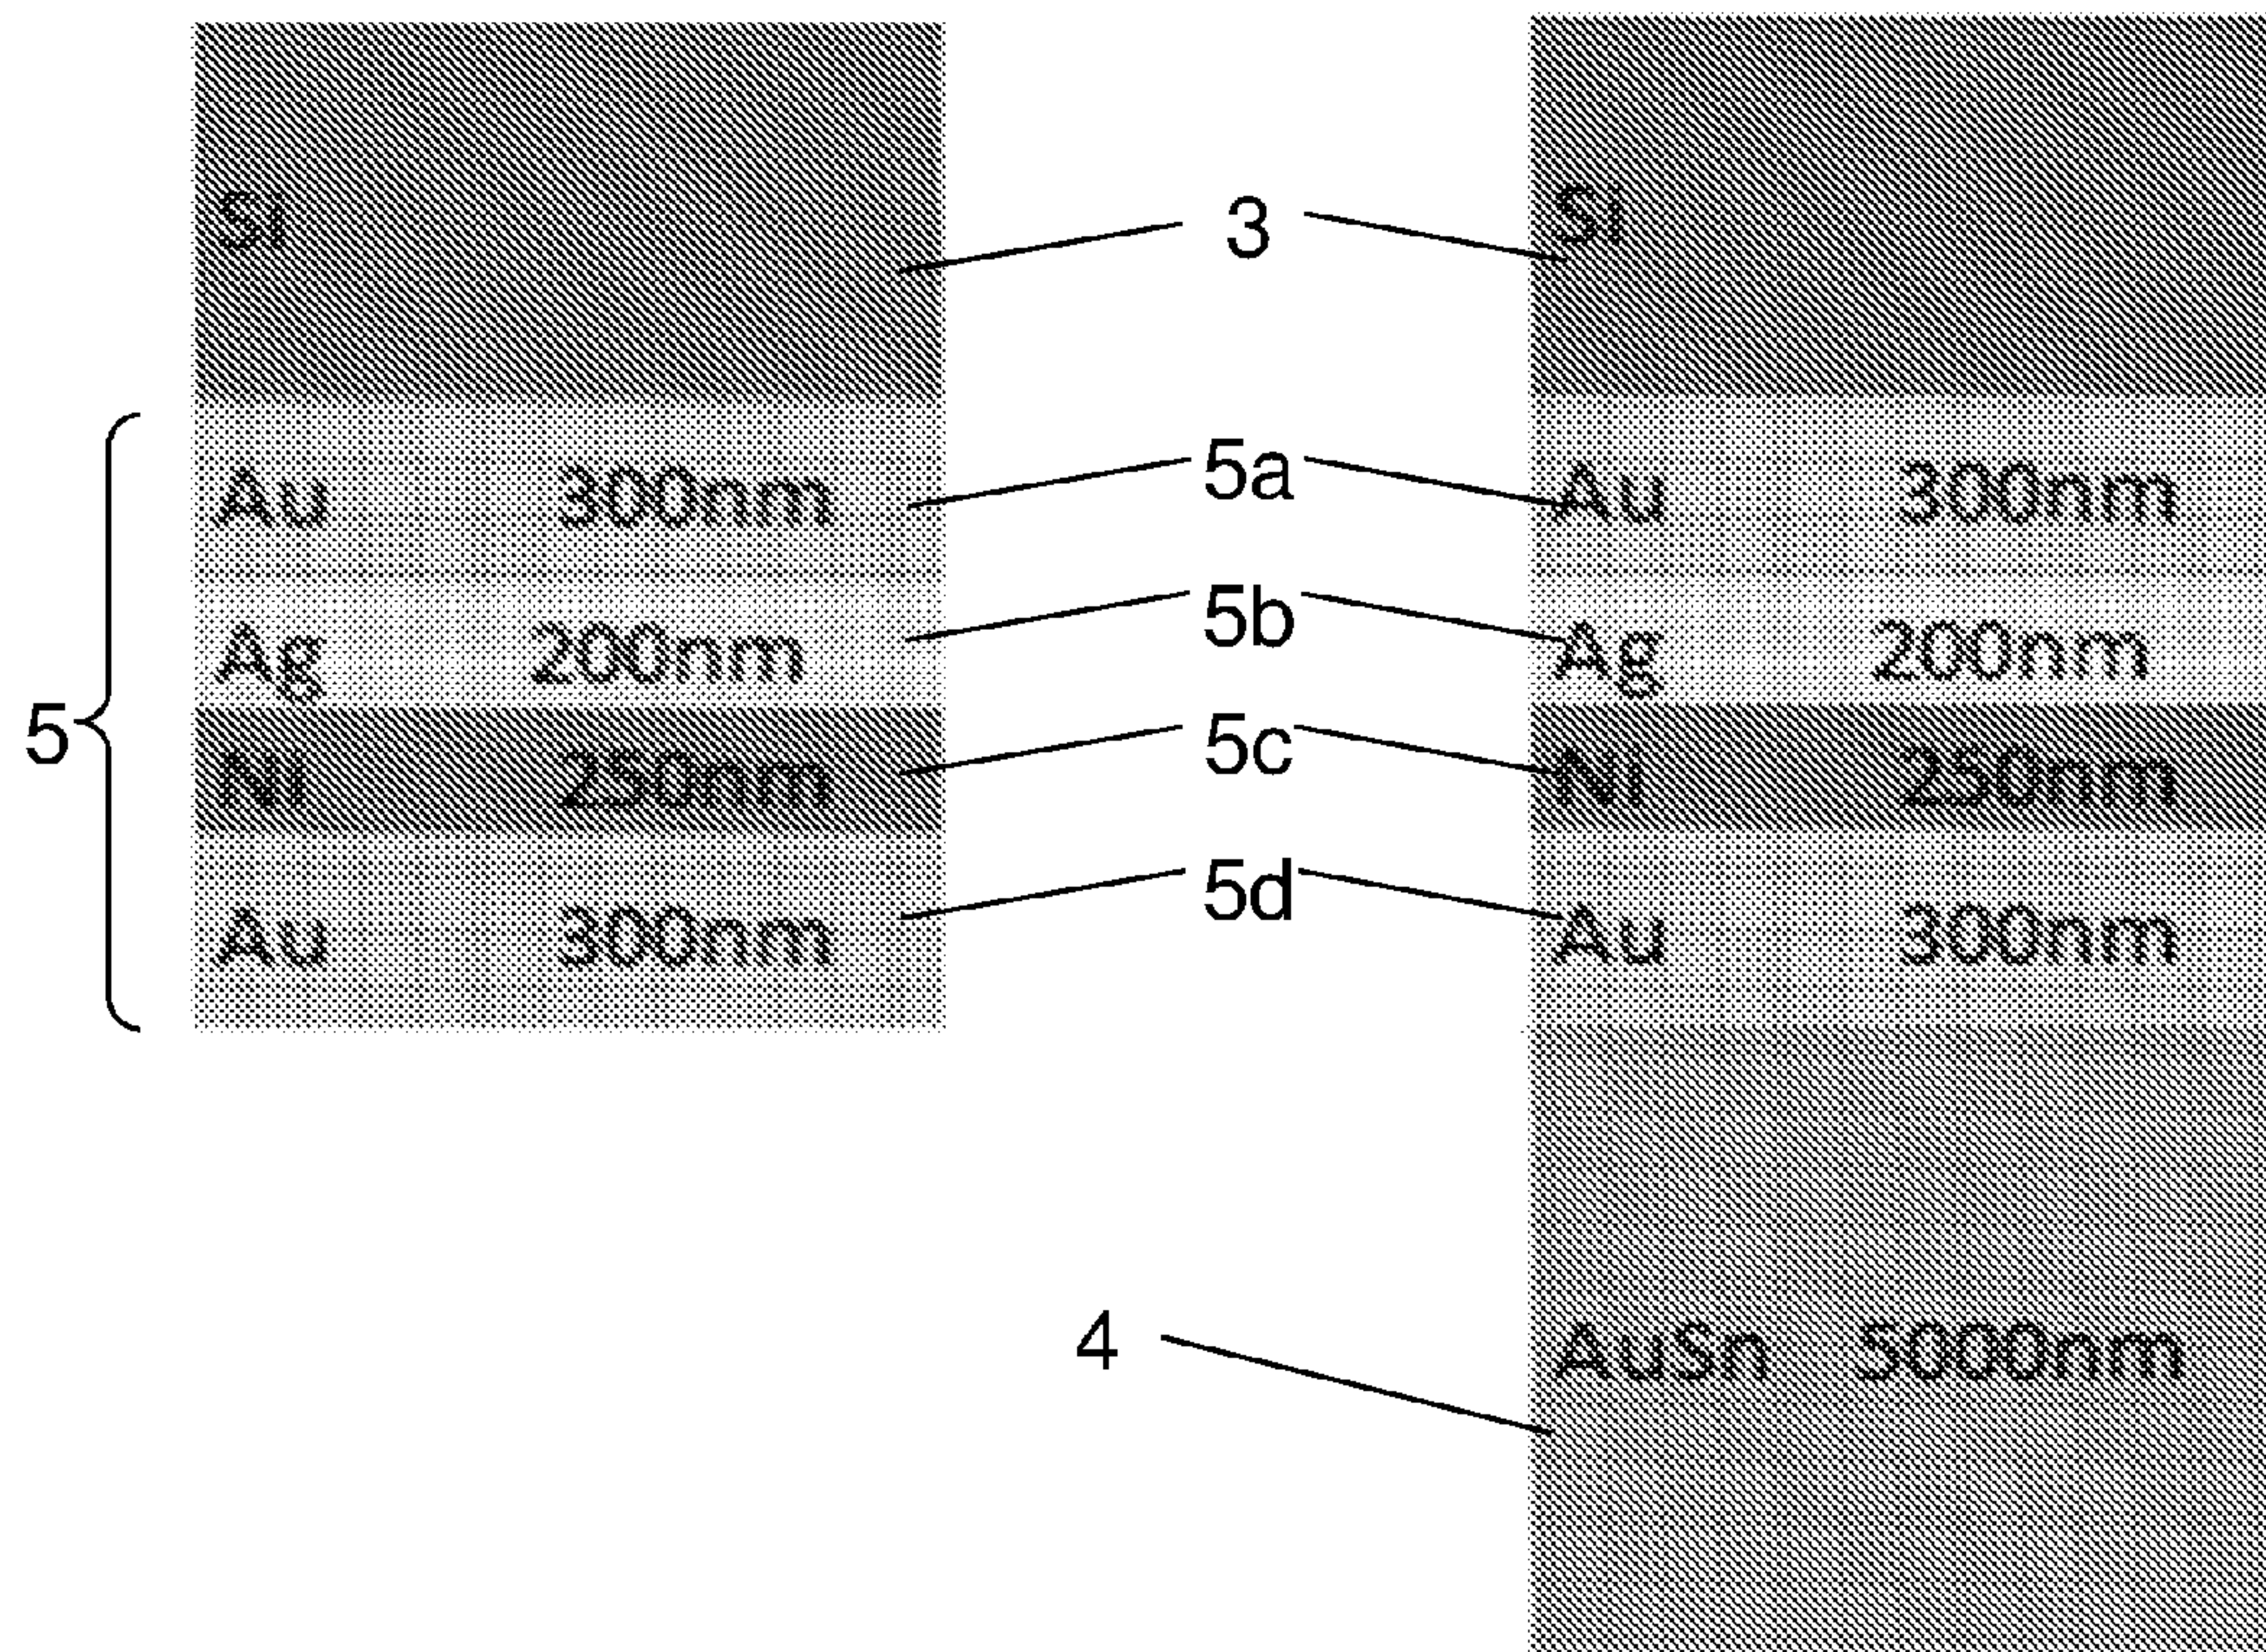 Si 3 Si
Au 300nm 5a Au 300nm
Ag 200nm 5b Ag 200nm
5 Ni 250nm 5c Ni 250nm
Au 300nm 5d Au 300nm
4 AuSn 5000nm